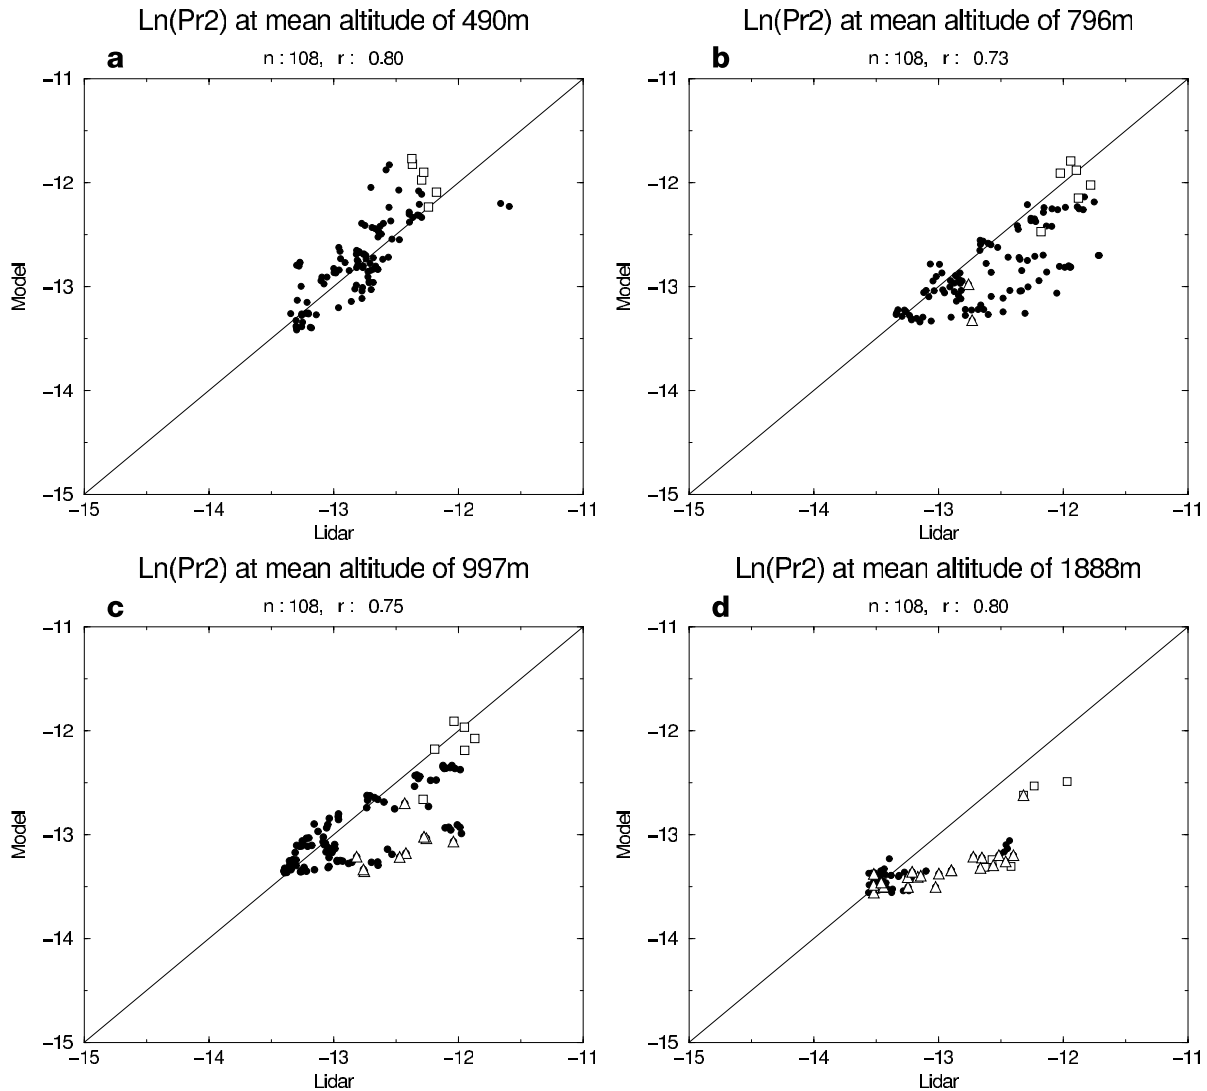 Ln(Pr2) at mean altitude of 490m
a
n : 108, r : 0.80
−11
−12
−13
−14
−15
Model
−15 −14 −13 −12 −11
Lidar
Ln(Pr2) at mean altitude of 796m
b
n : 108, r : 0.73
−11
−12
−13
−14
−15
Model
−15 −14 −13 −12 −11
Lidar
Ln(Pr2) at mean altitude of 997m
c
n : 108, r : 0.75
−11
−12
−13
−14
−15
Model
−15 −14 −13 −12 −11
Lidar
Ln(Pr2) at mean altitude of 1888m
d
n : 108, r : 0.80
−11
−12
−13
−14
−15
Model
−15 −14 −13 −12 −11
Lidar